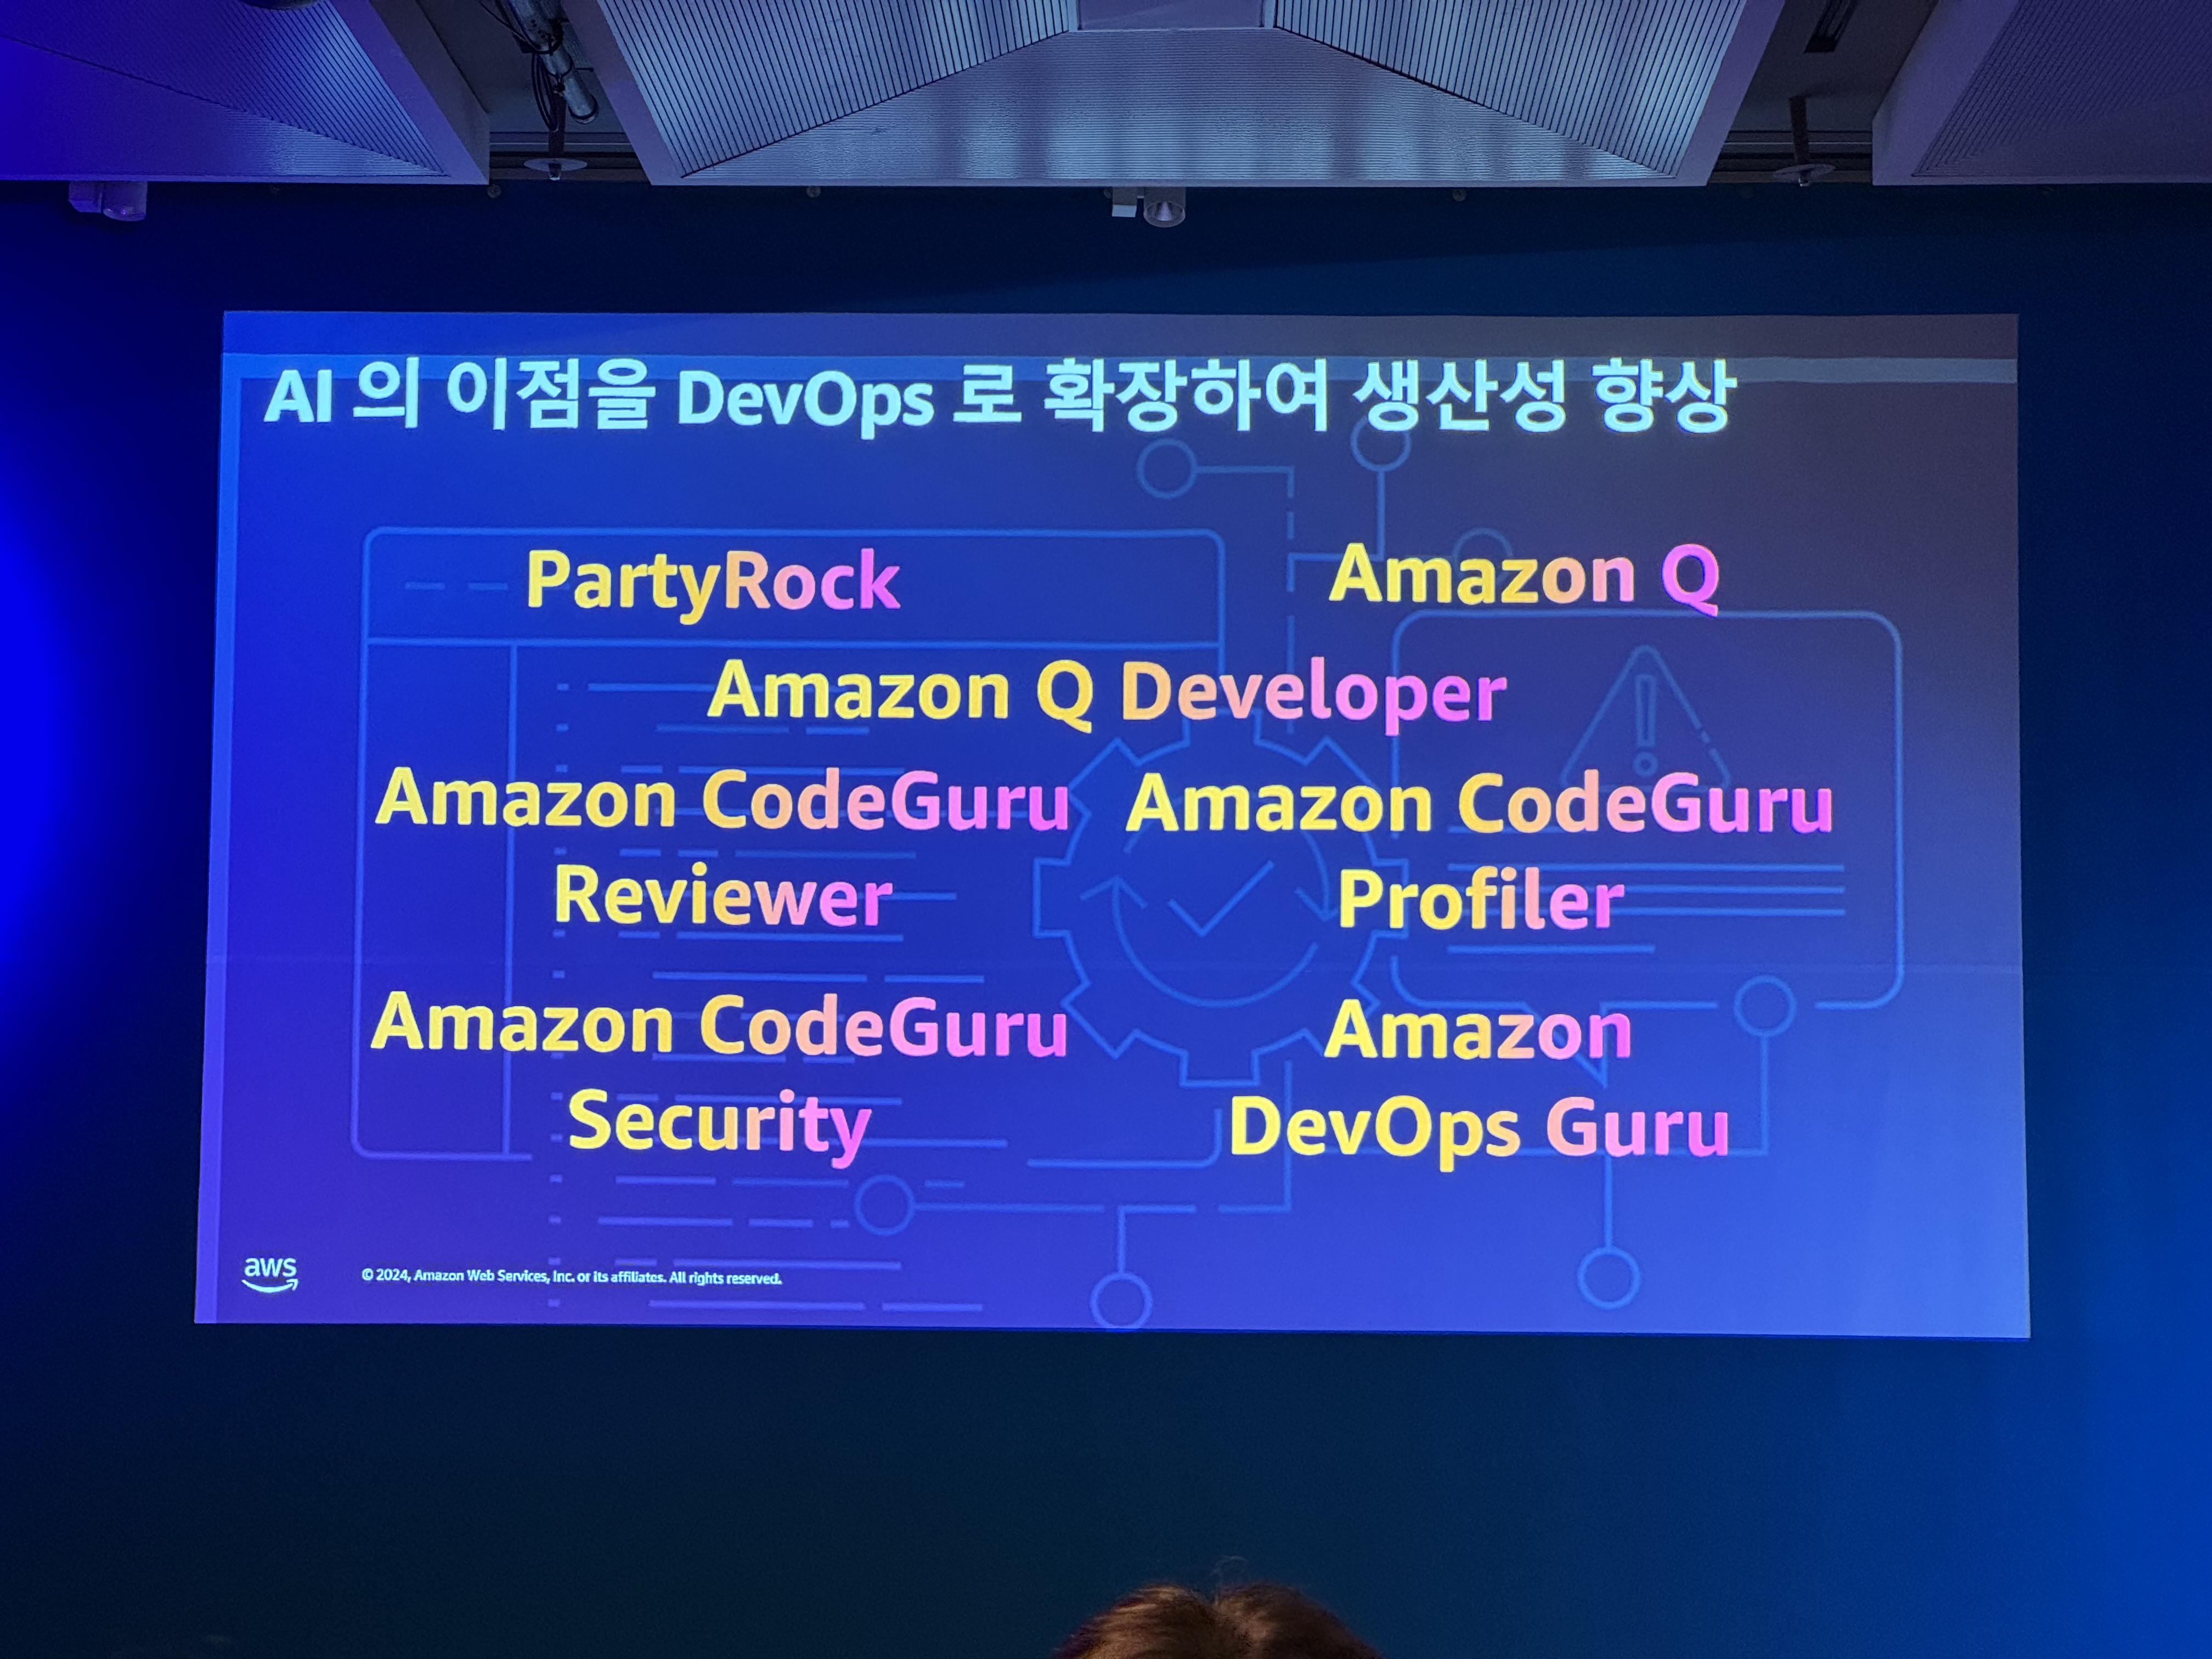 AI 의 이점을 DevOps 로 확장하여 생산성 향상
PartyRock
Amazon Q
Amazon Q Developer
Amazon CodeGuru
Reviewer
Amazon CodeGuru
Profiler
Amazon CodeGuru
Security
Amazon
DevOps Guru
aws
© 2024, Amazon Web Services, Inc. or its affiliates. All rights reserved.